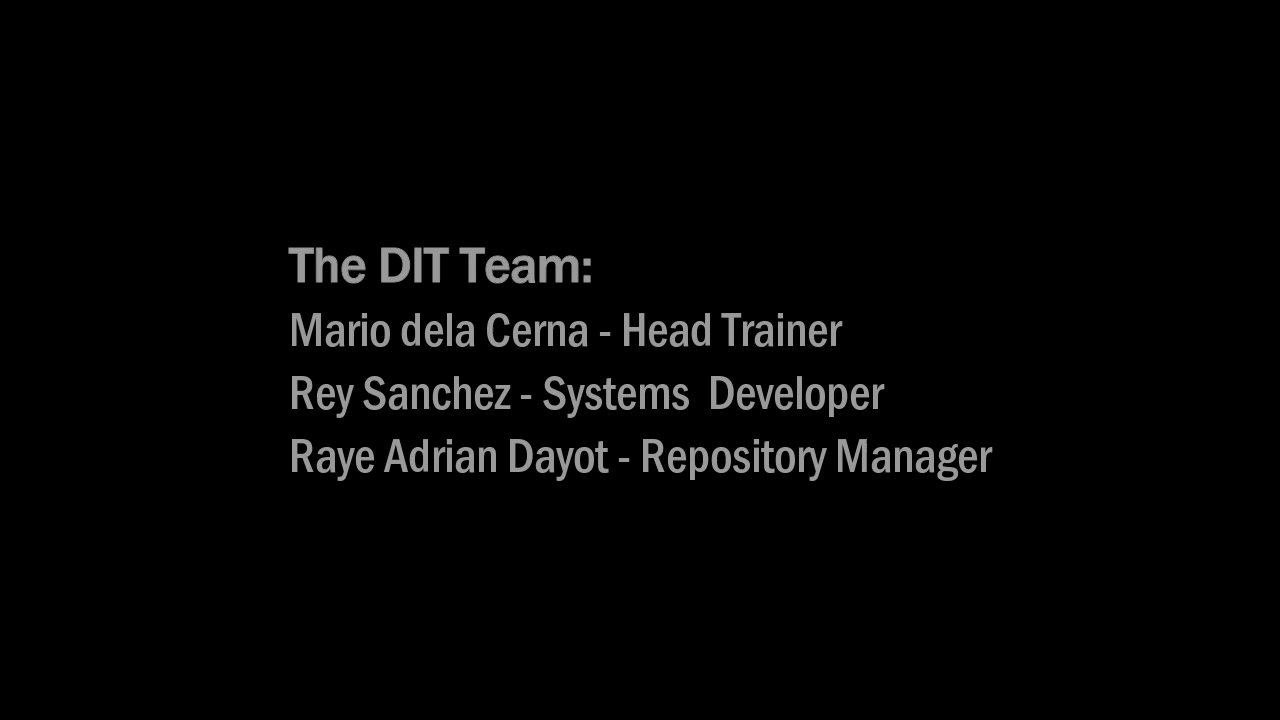 The DIT Team:
Mario dela Cerna - Head Trainer
Rey Sanchez - Systems  Developer
Raye Adrian Dayot - Repository Manager